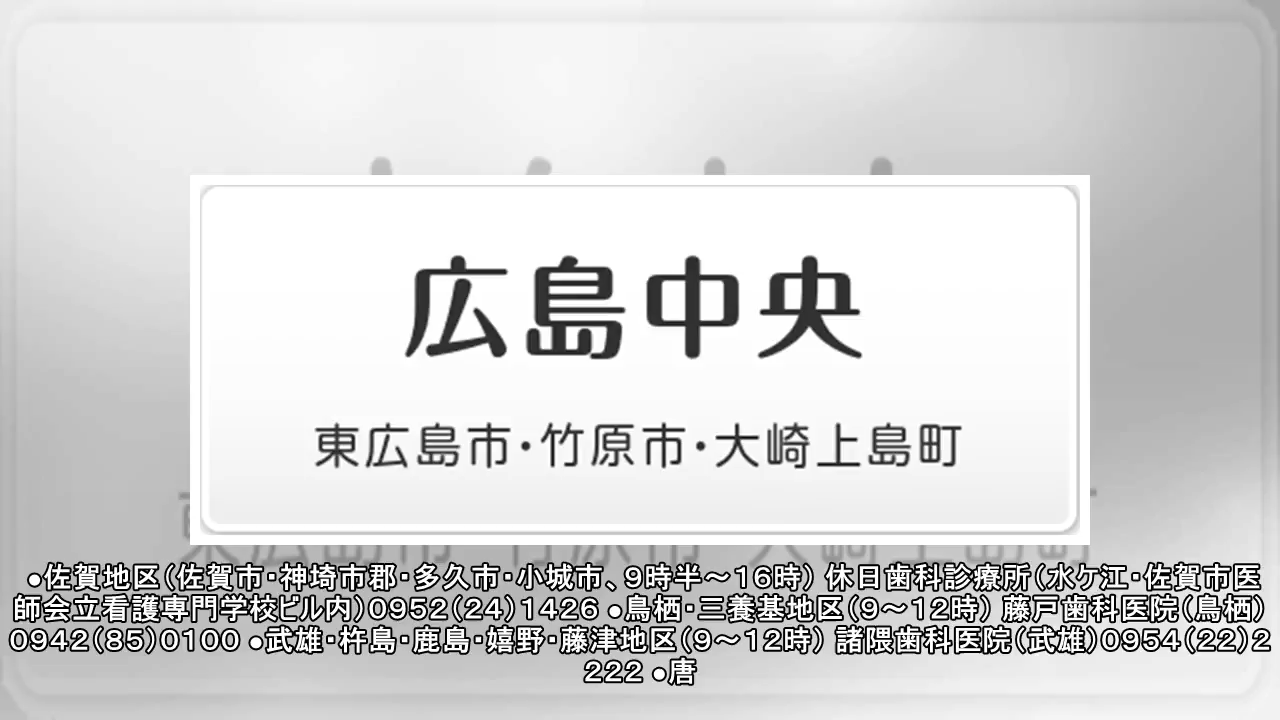 広島中央
東広島市・竹原市・大崎上島町
●佐賀地区（佐賀市・神埼市郡・多久市・小城市、９時半～１６時） 休日歯科診療所（水ケ江・佐賀市医
師会立看護専門学校ビル内）０９５２（２４）１４２６ ●鳥栖・三養基地区（９～１２時） 藤戸歯科医院（鳥栖）
０９４２（８５）０１００ ●武雄・杵島・鹿島・嬉野・藤津地区（９～１２時） 諸隈歯科医院（武雄）０９５４（２２）２
２２２ ●唐